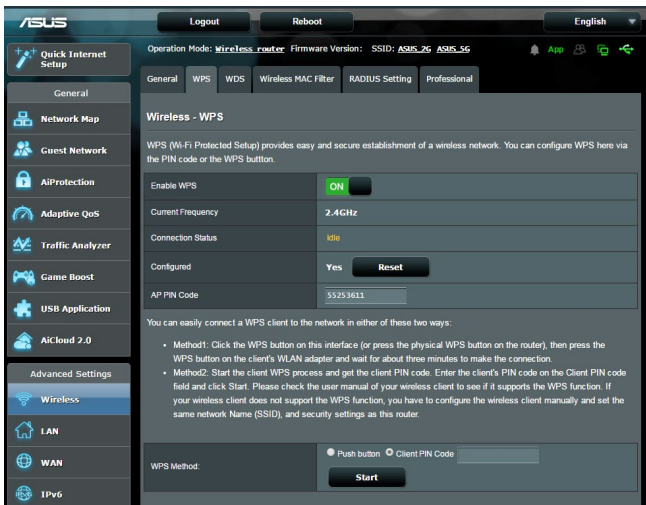 ASUS
Logout
Reboot
English
Quick Internet
Setup
Operation Mode: Wireless router Firmware Version: SSID: ASUS_2G ASUS_5G
App
General WPS WDS Wireless MAC Filter RADIUS Setting Professional
General
Network Map
Guest Network
AiProtection
Adaptive QoS
Traffic Analyzer
Game Boost
USB Application
AiCloud 2.0
Advanced Settings
Wireless
LAN
WAN
IPv6
Wireless - WPS
WPS (Wi-Fi Protected Setup) provides easy and secure establishment of a wireless network. You can configure WPS here via
the PIN code or the WPS buttton.
Enable WPS ON
Current Frequency 2.4GHz
Connection Status Idle
Configured Yes Reset
AP PIN Code 55253611
You can easily connect a WPS client to the network in either of these two ways:
• Method1: Click the WPS button on this interface (or press the physical WPS button on the router), then press the
WPS button on the client's WLAN adapter and wait for about three minutes to make the connection.
• Method2: Start the client WPS process and get the client PIN code. Enter the client's PIN code on the Client PIN code
field and click Start. Please check the user manual of your wireless client to see if it supports the WPS function. If
your wireless client does not support the WPS function, you have to configure the wireless client manually and set the
same network Name (SSID), and security settings as this router.
WPS Method: Push button Client PIN Code
Start